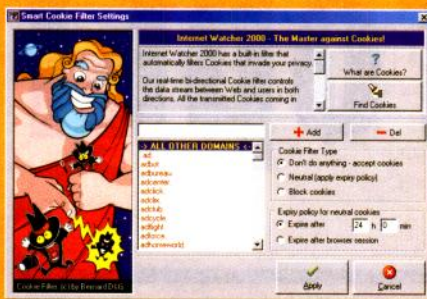 Smart Cookie Filter Settings
Internet Watcher 2000 - The Master against Cookies!
Internet Watcher 2000 has a built-in filter that
automatically filters Cookies that invade your privacy.
Our real-time bi-directional Cookie filter controls
the data stream between Web and users in both
directions. All the transmitted Cookies coming in
?
What are Cookies?
Find Cookies
Add
Del
-> ALL OTHER DOMAINS <-
ad.
adbot
adbureau
adcenter.
adclick.
adclix
adclub.
adcycle.
adflight
adforce.
adhomeworld
Cookie Filter Type
Don't do anything - accept cookies
Neutral (apply expiry policy)
Block cookies
Expiry policy for neutral cookies
Expire after 24 h 0 min
Expire after browser session
Apply
Cancel
Cookie Filter (c) by Bernard D&G